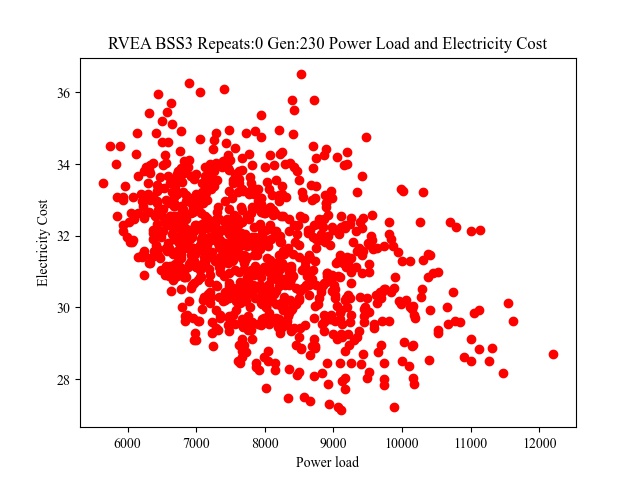 RVEA BSS3 Repeats:0 Gen:230 Power Load and Electricity Cost
36
34
32
30
28
Electricity Cost
6000 7000 8000 9000 10000 11000 12000
Power load